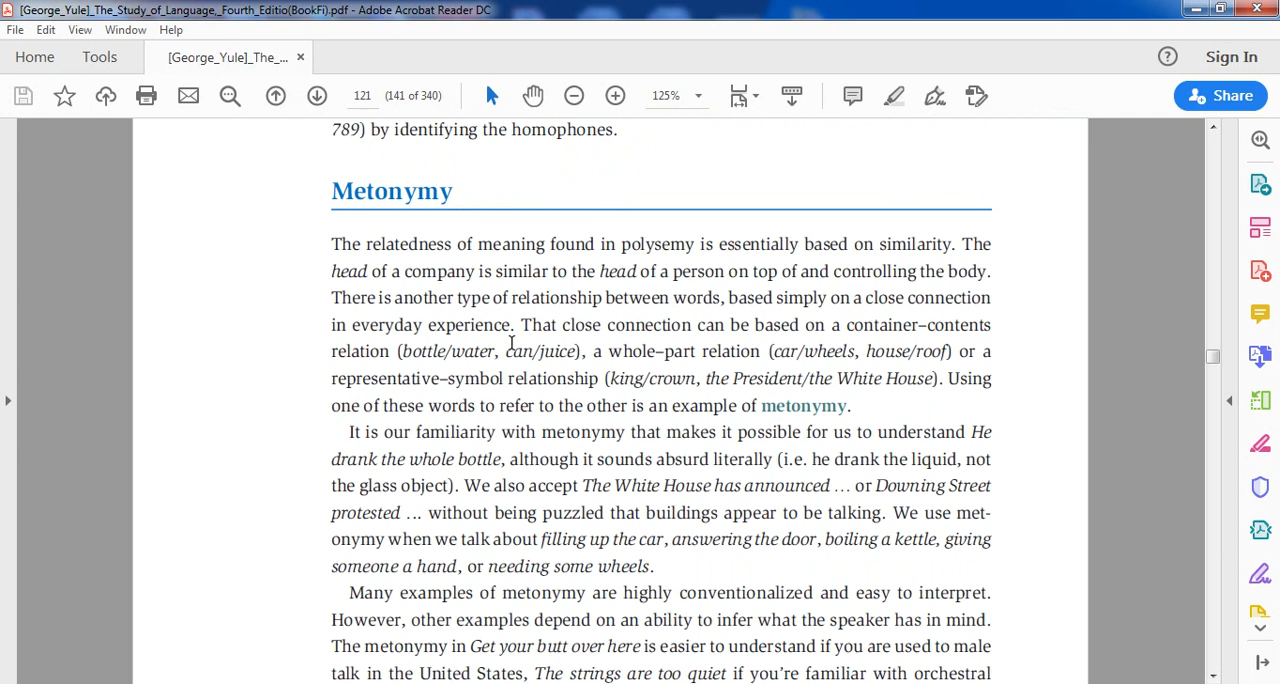 [George_Yule]_The_Study_of_Language,_Fourth_Editio(BookFi).pdf - Adobe Acrobat Reader DC
File Edit View Window Help
Home Tools [George_Yule]_The_... × ? Sign In
121 (141 of 340) 125% Share
789) by identifying the homophones.
Metonymy
The relatedness of meaning found in polysemy is essentially based on similarity. The
head of a company is similar to the head of a person on top of and controlling the body.
There is another type of relationship between words, based simply on a close connection
in everyday experience. That close connection can be based on a container–contents
relation (bottle/water, can/juice), a whole–part relation (car/wheels, house/roof) or a
representative–symbol relationship (king/crown, the President/the White House). Using
one of these words to refer to the other is an example of metonymy.
It is our familiarity with metonymy that makes it possible for us to understand He
drank the whole bottle, although it sounds absurd literally (i.e. he drank the liquid, not
the glass object). We also accept The White House has announced ... or Downing Street
protested ... without being puzzled that buildings appear to be talking. We use met-
onymy when we talk about filling up the car, answering the door, boiling a kettle, giving
someone a hand, or needing some wheels.
Many examples of metonymy are highly conventionalized and easy to interpret.
However, other examples depend on an ability to infer what the speaker has in mind.
The metonymy in Get your butt over here is easier to understand if you are used to male
talk in the United States, The strings are too quiet if you're familiar with orchestral